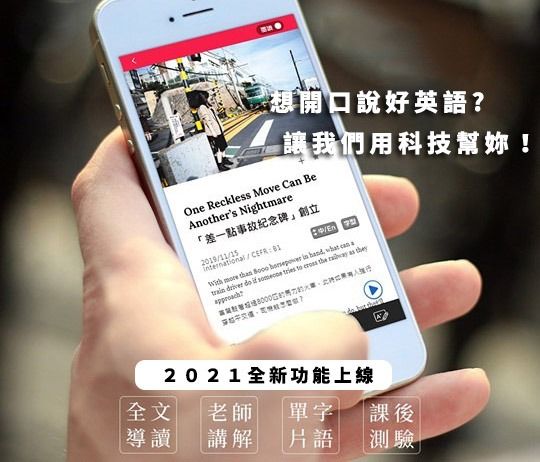 想開口說好英語?
讓我們用科技幫妳！
One Reckless Move Can Be
Another's Nightmare
「差一點事故紀念碑」創立
2019/11/15
International / CEFR : B1
中/En 字型
With more than 8000 horsepower in hand, what can a
train driver do if someone tries to cross the railway as they
approach?
2021全新功能上線
全文
導讀
老師
講解
單字
片語
課後
測驗